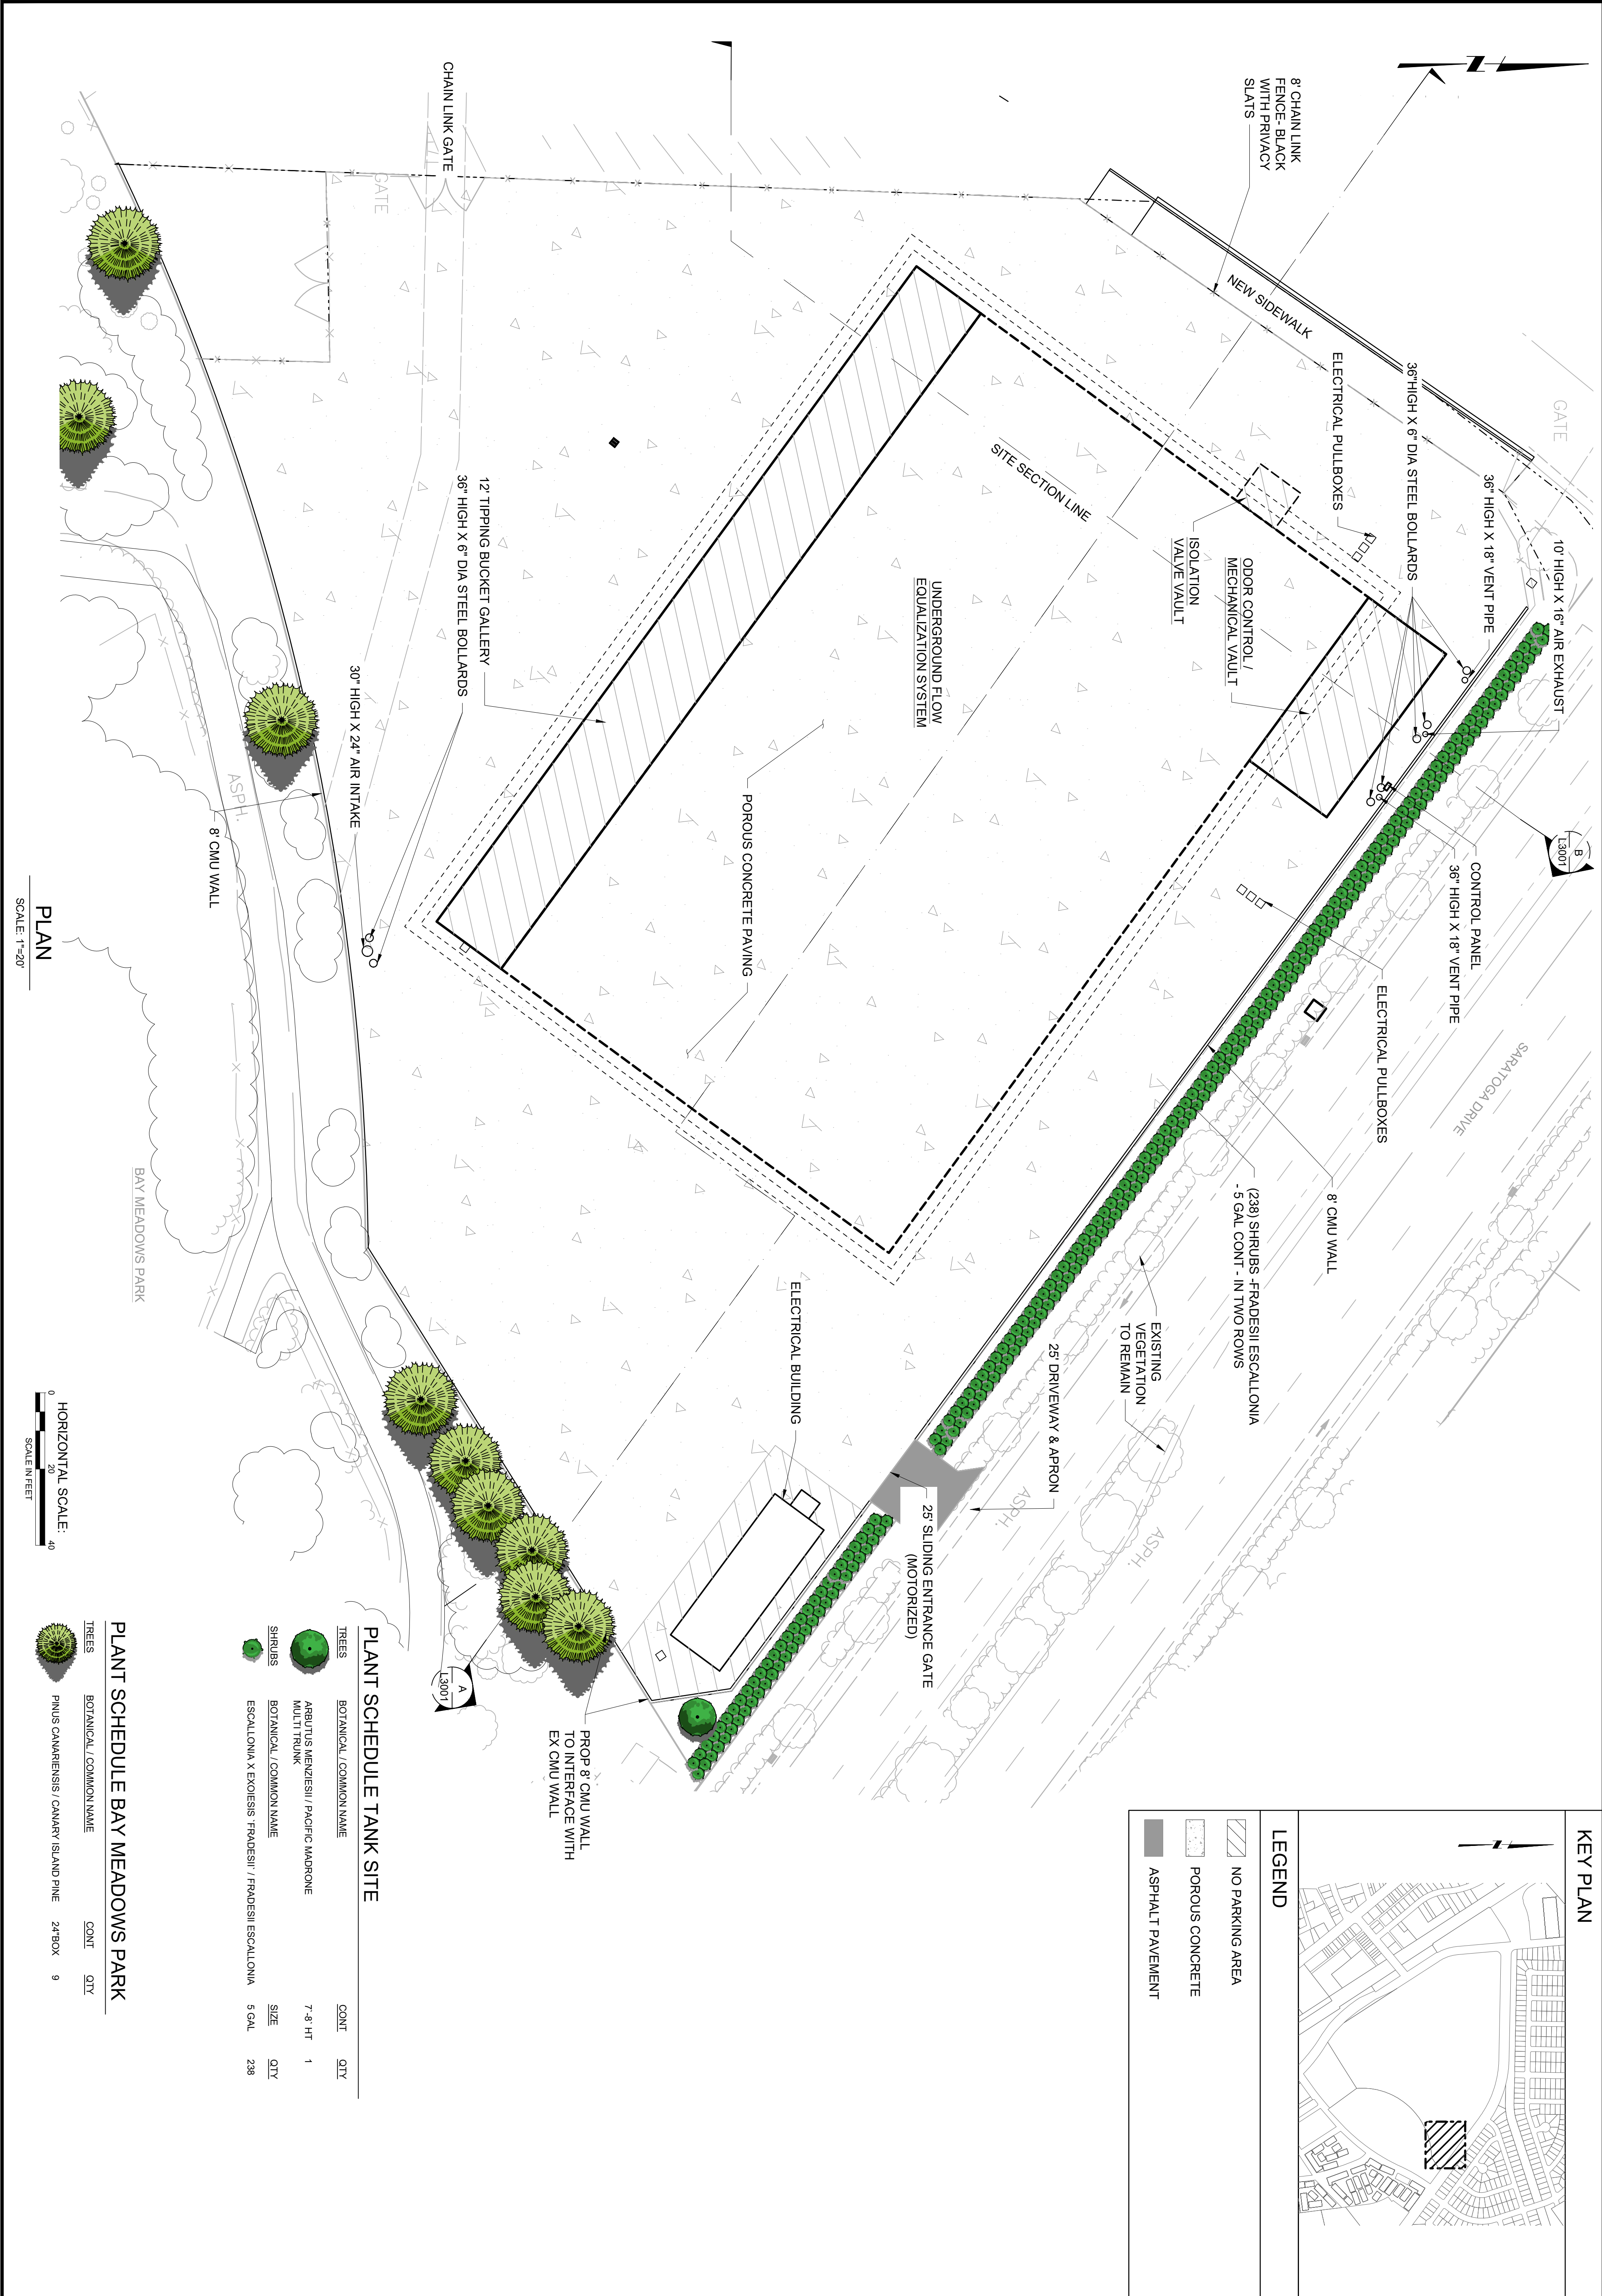 KEY PLAN
N
LEGEND
NO PARKING AREA
POROUS CONCRETE
ASPHALT PAVEMENT
N
8' CHAIN LINK
FENCE- BLACK
WITH PRIVACY
SLATS
NEW SIDEWALK
GATE
10' HIGH X 16" AIR EXHAUST
36" HIGH X 18" VENT PIPE
36"HIGH X 6" DIA STEEL BOLLARDS
ELECTRICAL PULLBOXES
B
L3001
CONTROL PANEL
36" HIGH X 18" VENT PIPE
SARATOGA DRIVE
ELECTRICAL PULLBOXES
8' CMU WALL
(238) SHRUBS -FRADESII ESCALLONIA
- 5 GAL CONT - IN TWO ROWS
EXISTING
VEGETATION
TO REMAIN
25' DRIVEWAY & APRON
ASPH.
ASPH.
25' SLIDING ENTRANCE GATE
(MOTORIZED)
SITE SECTION LINE
ISOLATION
VALVE VAULT
ODOR CONTROL /
MECHANICAL VAULT
UNDERGROUND FLOW
EQUALIZATION SYSTEM
POROUS CONCRETE PAVING
ELECTRICAL BUILDING
CHAIN LINK GATE
GATE
12' TIPPING BUCKET GALLERY
36" HIGH X 6" DIA STEEL BOLLARDS
30" HIGH X 24" AIR INTAKE
ASPH.
8' CMU WALL
BAY MEADOWS PARK
PROP 8' CMU WALL
TO INTERFACE WITH
EX CMU WALL
A
L3001
PLAN
SCALE: 1"=20'
HORIZONTAL SCALE:
0 20 40
SCALE IN FEET
PLANT SCHEDULE TANK SITE
TREES BOTANICAL / COMMON NAME CONT QTY
ARBUTUS MENZIESII / PACIFIC MADRONE 7'-8' HT 1
MULTI TRUNK
SHRUBS BOTANICAL / COMMON NAME SIZE QTY
ESCALLONIA X EXOIESIS `FRADESII` / FRADESII ESCALLONIA 5 GAL 238
PLANT SCHEDULE BAY MEADOWS PARK
TREES BOTANICAL / COMMON NAME CONT QTY
PINUS CANARIENSIS / CANARY ISLAND PINE 24"BOX 9